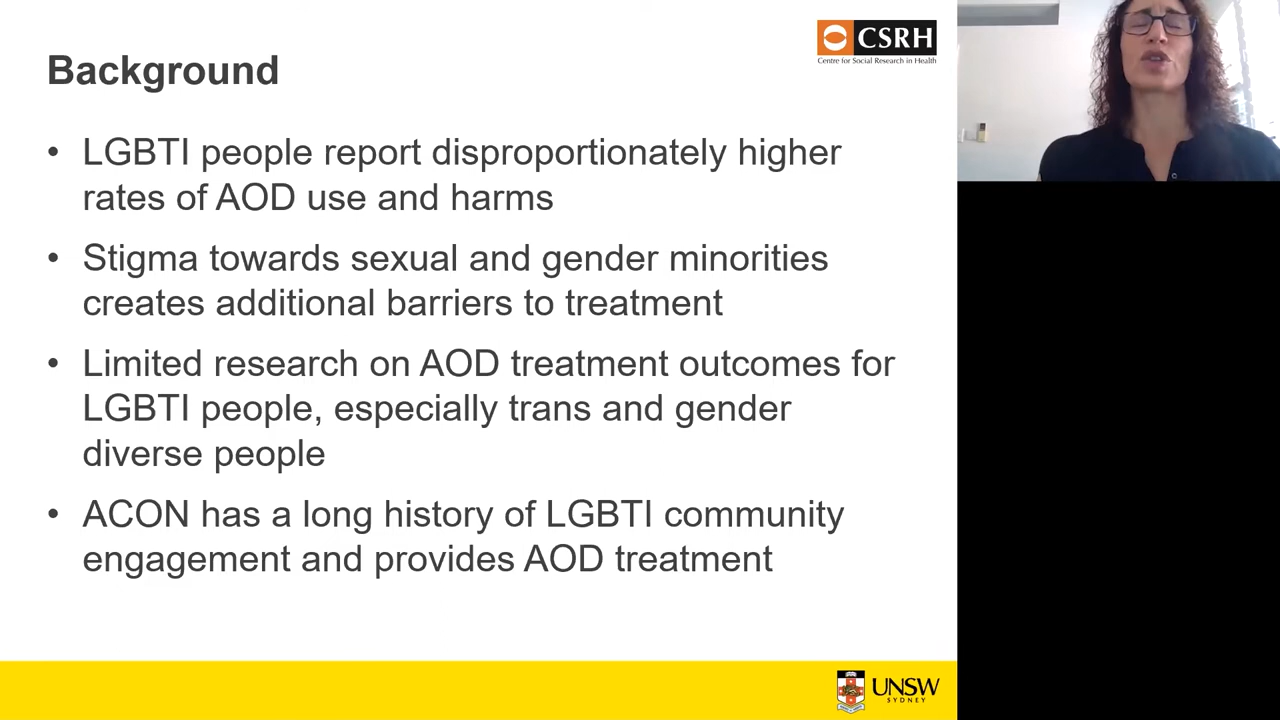 Background
CSRH
Centre for Social Research in Health
• LGBTI people report disproportionately higher
rates of AOD use and harms
• Stigma towards sexual and gender minorities
creates additional barriers to treatment
• Limited research on AOD treatment outcomes for
LGBTI people, especially trans and gender
diverse people
• ACON has a long history of LGBTI community
engagement and provides AOD treatment
UNSW
SYDNEY